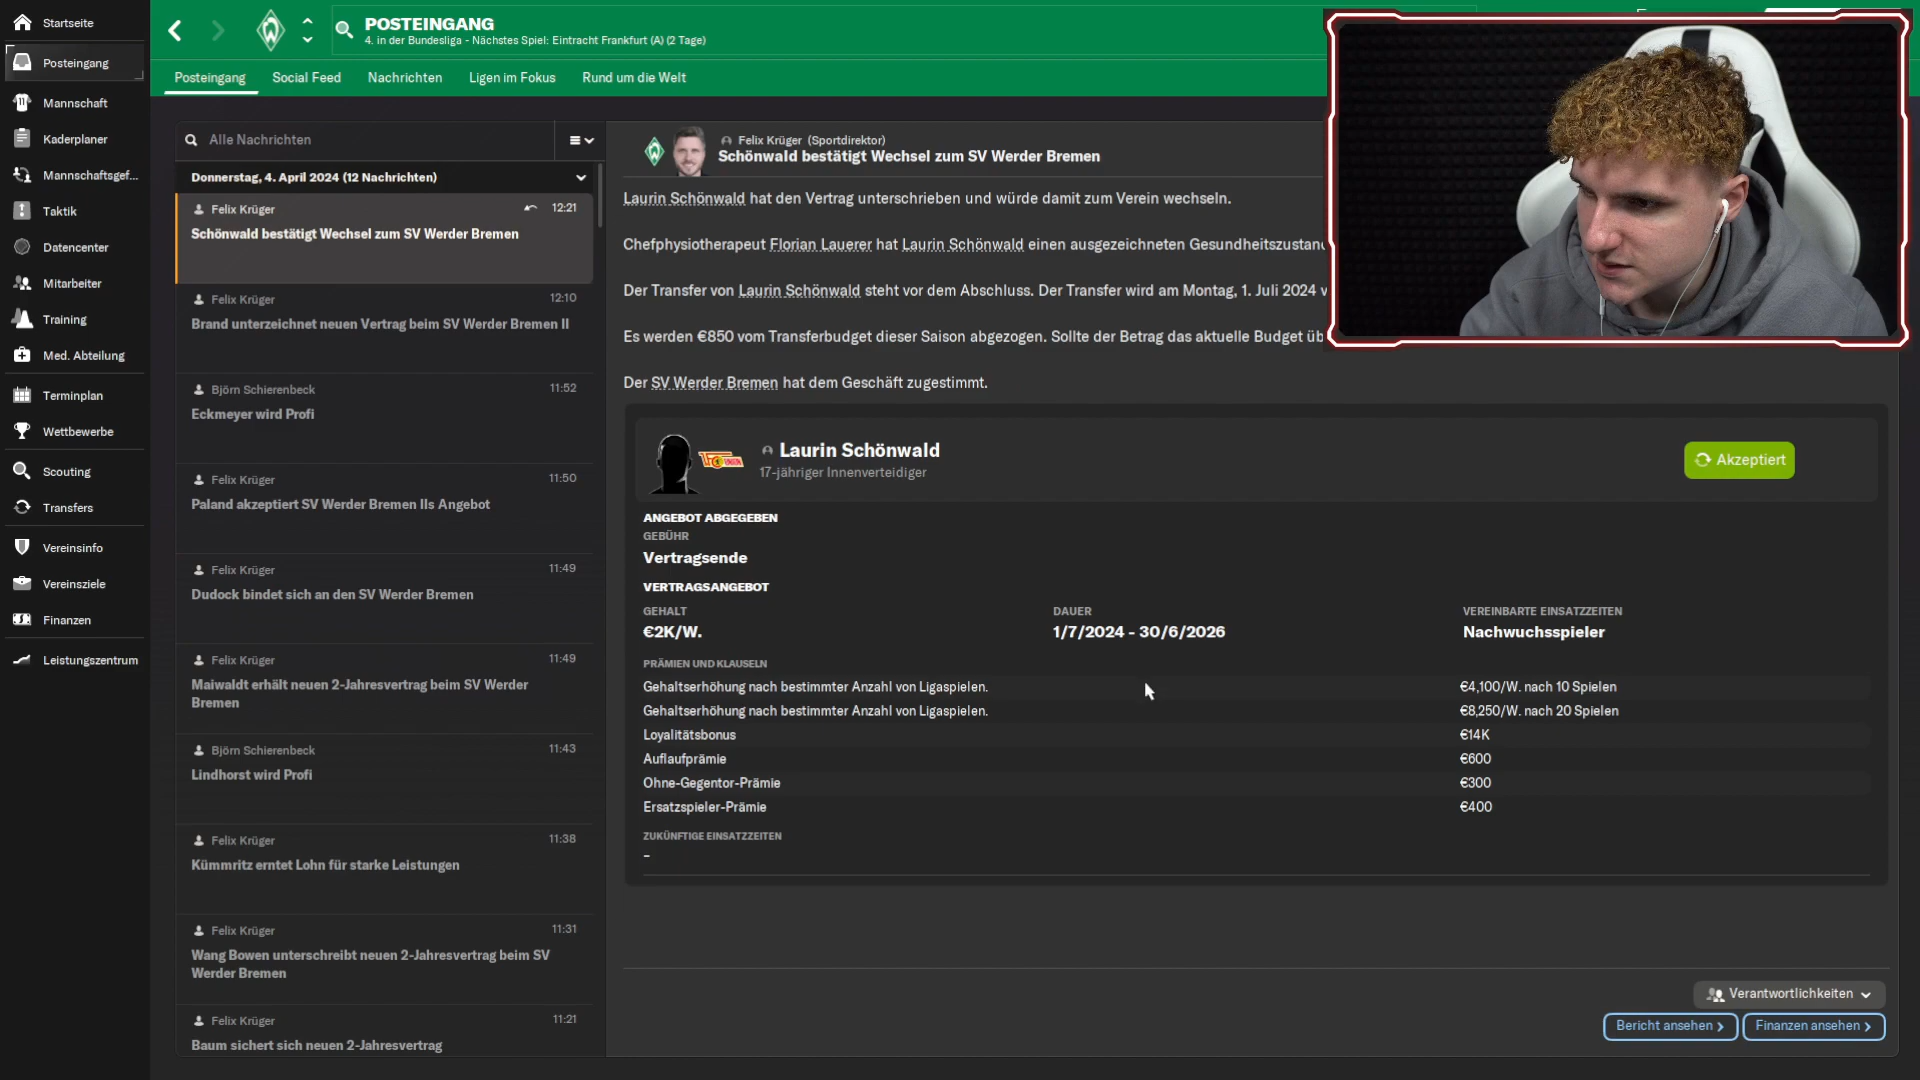 Startseite
Posteingang
Mannschaft
Kaderplaner
Mannschaftsgef...
Taktik
Datencenter
Mitarbeiter
Training
Med. Abteilung
Terminplan
Wettbewerbe
Scouting
Transfers
Vereinsinfo
Vereinsziele
Finanzen
Leistungszentrum
POSTEINGANG
4. in der Bundesliga - Nächstes Spiel: Eintracht Frankfurt (A) (2 Tage)
Posteingang
Social Feed
Nachrichten
Ligen im Fokus
Rund um die Welt
Alle Nachrichten
Donnerstag, 4. April 2024 (12 Nachrichten)
Felix Krüger
12:21
Schönwald bestätigt Wechsel zum SV Werder Bremen
Felix Krüger
12:10
Brand unterzeichnet neuen Vertrag beim SV Werder Bremen II
Björn Schierenbeck
11:52
Eckmeyer wird Profi
Felix Krüger
11:50
Paland akzeptiert SV Werder Bremen IIs Angebot
Felix Krüger
11:49
Dudock bindet sich an den SV Werder Bremen
Felix Krüger
11:49
Maiwaldt erhält neuen 2-Jahresvertrag beim SV Werder
Bremen
Björn Schierenbeck
11:43
Lindhorst wird Profi
Felix Krüger
11:38
Kümmritz erntet Lohn für starke Leistungen
Felix Krüger
11:31
Wang Bowen unterschreibt neuen 2-Jahresvertrag beim SV
Werder Bremen
Felix Krüger
11:21
Baum sichert sich neuen 2-Jahresvertrag
Felix Krüger (Sportdirektor)
Schönwald bestätigt Wechsel zum SV Werder Bremen
Laurin Schönwald hat den Vertrag unterschrieben und würde damit zum Verein wechseln.
Chefphysiotherapeut Florian Lauerer hat Laurin Schönwald einen ausgezeichneten Gesundheitszustand
Der Transfer von Laurin Schönwald steht vor dem Abschluss. Der Transfer wird am Montag, 1. Juli 2024 v
Es werden €850 vom Transferbudget dieser Saison abgezogen. Sollte der Betrag das aktuelle Budget üb
Der SV Werder Bremen hat dem Geschäft zugestimmt.
Laurin Schönwald
17-jähriger Innenverteidiger
Akzeptiert
ANGEBOT ABGEGEBEN
GEBÜHR
Vertragsende
VERTRAGSANGEBOT
GEHALT
DAUER
VEREINBARTE EINSATZZEITEN
€2K/W.
1/7/2024 - 30/6/2026
Nachwuchsspieler
PRÄMIEN UND KLAUSELN
Gehaltserhöhung nach bestimmter Anzahl von Ligaspielen.
€4,100/W. nach 10 Spielen
Gehaltserhöhung nach bestimmter Anzahl von Ligaspielen.
€8,250/W. nach 20 Spielen
Loyalitätsbonus
€14K
Auflaufprämie
€600
Ohne-Gegentor-Prämie
€300
Ersatzspieler-Prämie
€400
ZUKÜNFTIGE EINSATZZEITEN
-
Verantwortlichkeiten
Bericht ansehen
Finanzen ansehen